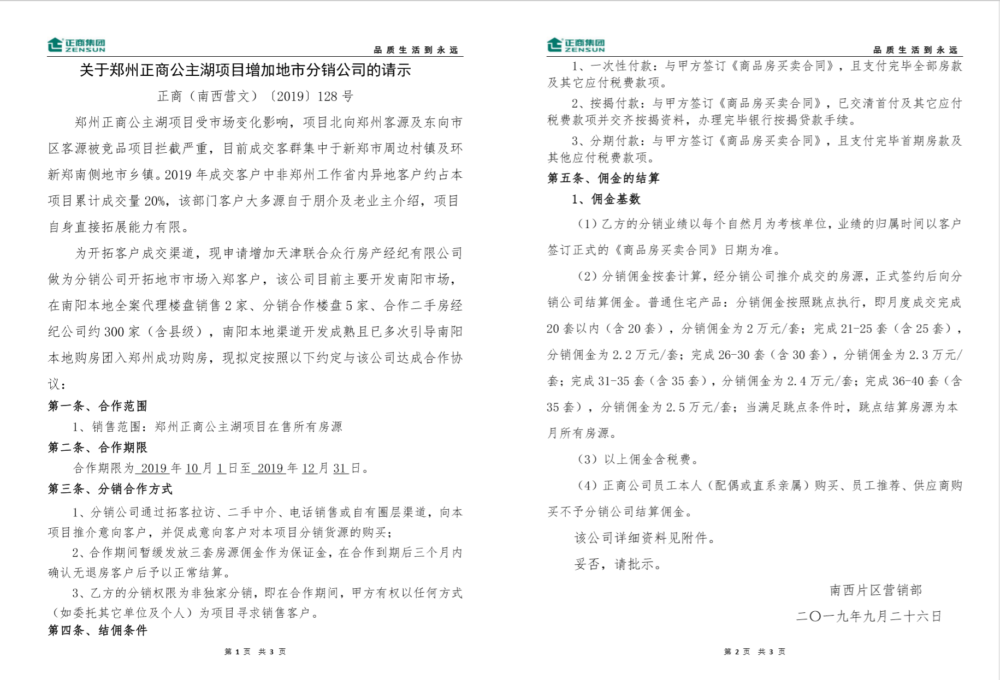 正商集团
ZENSUN
品质生活到永远
关于郑州正商公主湖项目增加地市分销公司的请示
正商（南西营文）〔2019〕128 号
郑州正商公主湖项目受市场变化影响，项目北向郑州客源及东向市
区客源被竞品项目拦截严重，目前成交客群集中于新郑市周边村镇及环
新郑南侧地市乡镇。2019 年成交客户中非郑州工作省内异地客户约占本
项目累计成交量 20%，该部门客户大多源自于朋介及老业主介绍，项目
自身直接拓展能力有限。
为开拓客户成交渠道，现申请增加天津联合众行房产经纪有限公司
做为分销公司开拓地市市场入郑客户，该公司目前主要开发南阳市场，
在南阳本地全案代理楼盘销售 2 家、分销合作楼盘 5 家、合作二手房经
纪公司约 300 家（含县级），南阳本地渠道开发成熟且已多次引导南阳
本地购房团入郑州成功购房，现拟定按照以下约定与该公司达成合作协
议：
第一条、合作范围
1、销售范围：郑州正商公主湖项目在售所有房源
第二条、合作期限
合作期限为 2019 年 10 月 1 日至 2019 年 12 月 31 日。
第三条、分销合作方式
1、分销公司通过拓客拉访、二手中介、电话销售或自有圈层渠道，向本
项目推介意向客户，并促成意向客户对本项目分销货源的购买；
2、合作期间暂缓发放三套房源佣金作为保证金，在合作到期后三个月内
确认无退房客户后予以正常结算。
3、乙方的分销权限为非独家分销，即在合作期间，甲方有权以任何方式
（如委托其它单位及个人）为项目寻求销售客户。
第四条、结佣条件
第 1 页 共 3 页
正商集团
ZENSUN
品质生活到永远
1、一次性付款：与甲方签订《商品房买卖合同》，且支付完毕全部房款
及其它应付税费款项。
2、按揭付款：与甲方签订《商品房买卖合同》，已交清首付及其它应付
税费款项并交齐按揭资料，办理完毕银行按揭贷款手续。
3、分期付款：与甲方签订《商品房买卖合同》，且支付完毕首期房款及
其他应付税费款项。
第五条、佣金的结算
1、佣金基数
（1）乙方的分销业绩以每个自然月为考核单位，业绩的归属时间以客户
签订正式的《商品房买卖合同》日期为准。
（2）分销佣金按套计算，经分销公司推介成交的房源，正式签约后向分
销公司结算佣金。普通住宅产品：分销佣金按照跳点执行，即月度成交完成
20 套以内（含 20 套），分销佣金为 2 万元/套；完成 21-25 套（含 25 套），
分销佣金为 2.2 万元/套；完成 26-30 套（含 30 套），分销佣金为 2.3 万元/
套；完成 31-35 套（含 35 套），分销佣金为 2.4 万元/套；完成 36-40 套（含
35 套），分销佣金为 2.5 万元/套；当满足跳点条件时，跳点结算房源为本
月所有房源。
（3）以上佣金含税费。
（4）正商公司员工本人（配偶或直系亲属）购买、员工推荐、供应商购
买不予分销公司结算佣金。
该公司详细资料见附件。
妥否，请批示。
南西片区营销部
二〇一九年九月二十六日
第 2 页 共 3 页